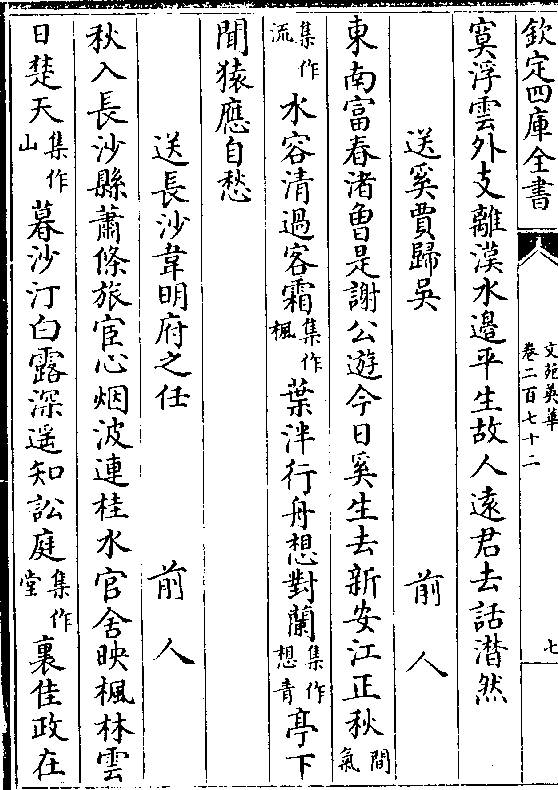 欽定四庫全書
文苑英華
卷二百七十二
七
寞浮雲外支離漢水邊平生故人遠君去話潸然
送奚賈歸吳 前人
東南富春渚曾是謝公遊今日奚生去新安江正秋間氣
集作流水容清過客霜集作楓葉泮行舟想對蘭集作想青亭下
聞猿應自愁
送長沙韋明府之任 前人
秋入長沙縣蕭條旅宦心烟波連桂水官舍映楓林雲
日楚天集作山暮沙汀白露深遥知訟庭集作堂裏佳政在